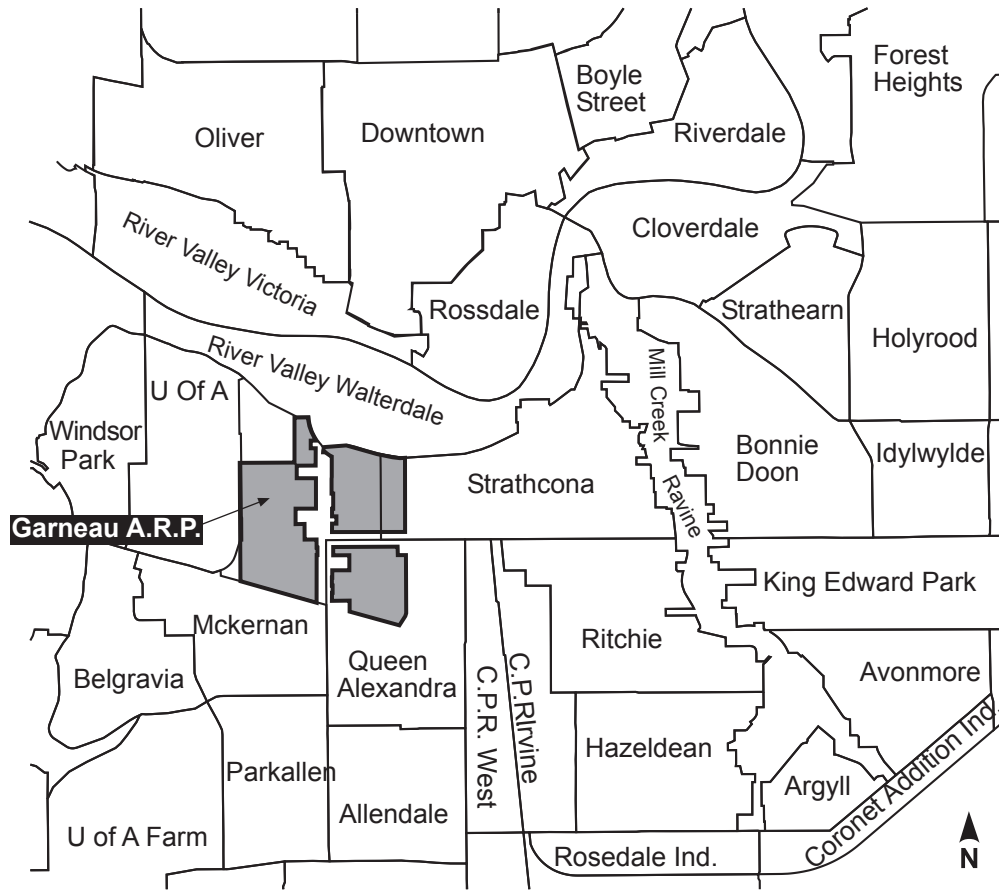 Forest
Heights
Boyle
Street
Oliver
Downtown
Riverdale
River Valley Victoria
Cloverdale
Rossdale
Strathearn
Holyrood
River Valley Walterdale
U Of A
Mill Creek
Ravine
Windsor
Park
Bonnie
Doon
Idylwylde
Strathcona
Garneau A.R.P.
King Edward Park
Mckernan
Ritchie
Queen
Alexandra
C.P.R. West
C.P.RIrvine
Avonmore
Belgravia
Hazeldean
Parkallen
Argyll
Coronet Addition Ind.
Allendale
U of A Farm
Rosedale Ind.
N